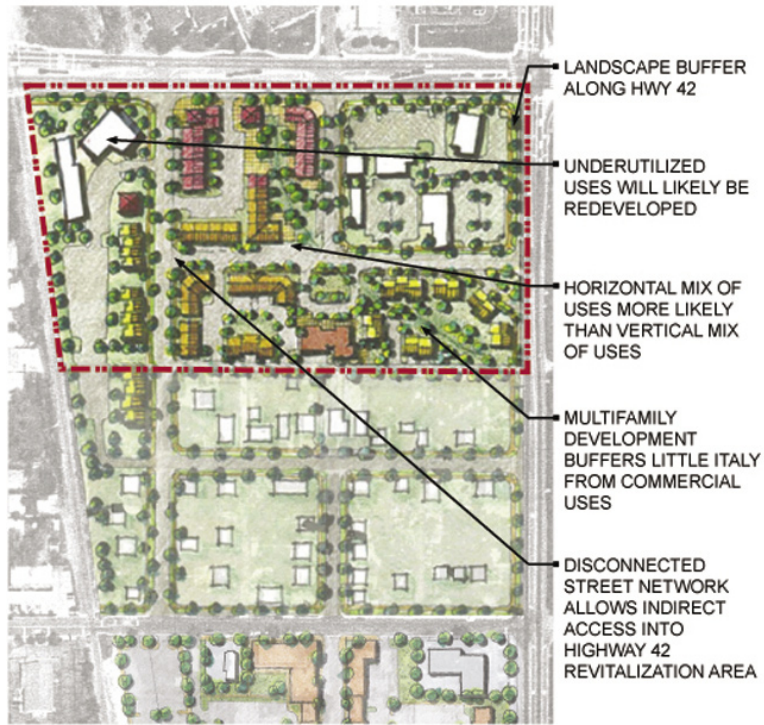 LANDSCAPE BUFFER
ALONG HWY 42
UNDERUTILIZED
USES WILL LIKELY BE
REDEVELOPED
HORIZONTAL MIX OF
USES MORE LIKELY
THAN VERTICAL MIX
OF USES
MULTIFAMILY
DEVELOPMENT
BUFFERS LITTLE ITALY
FROM COMMERCIAL
USES
DISCONNECTED
STREET NETWORK
ALLOWS INDIRECT
ACCESS INTO
HIGHWAY 42
REVITALIZATION AREA